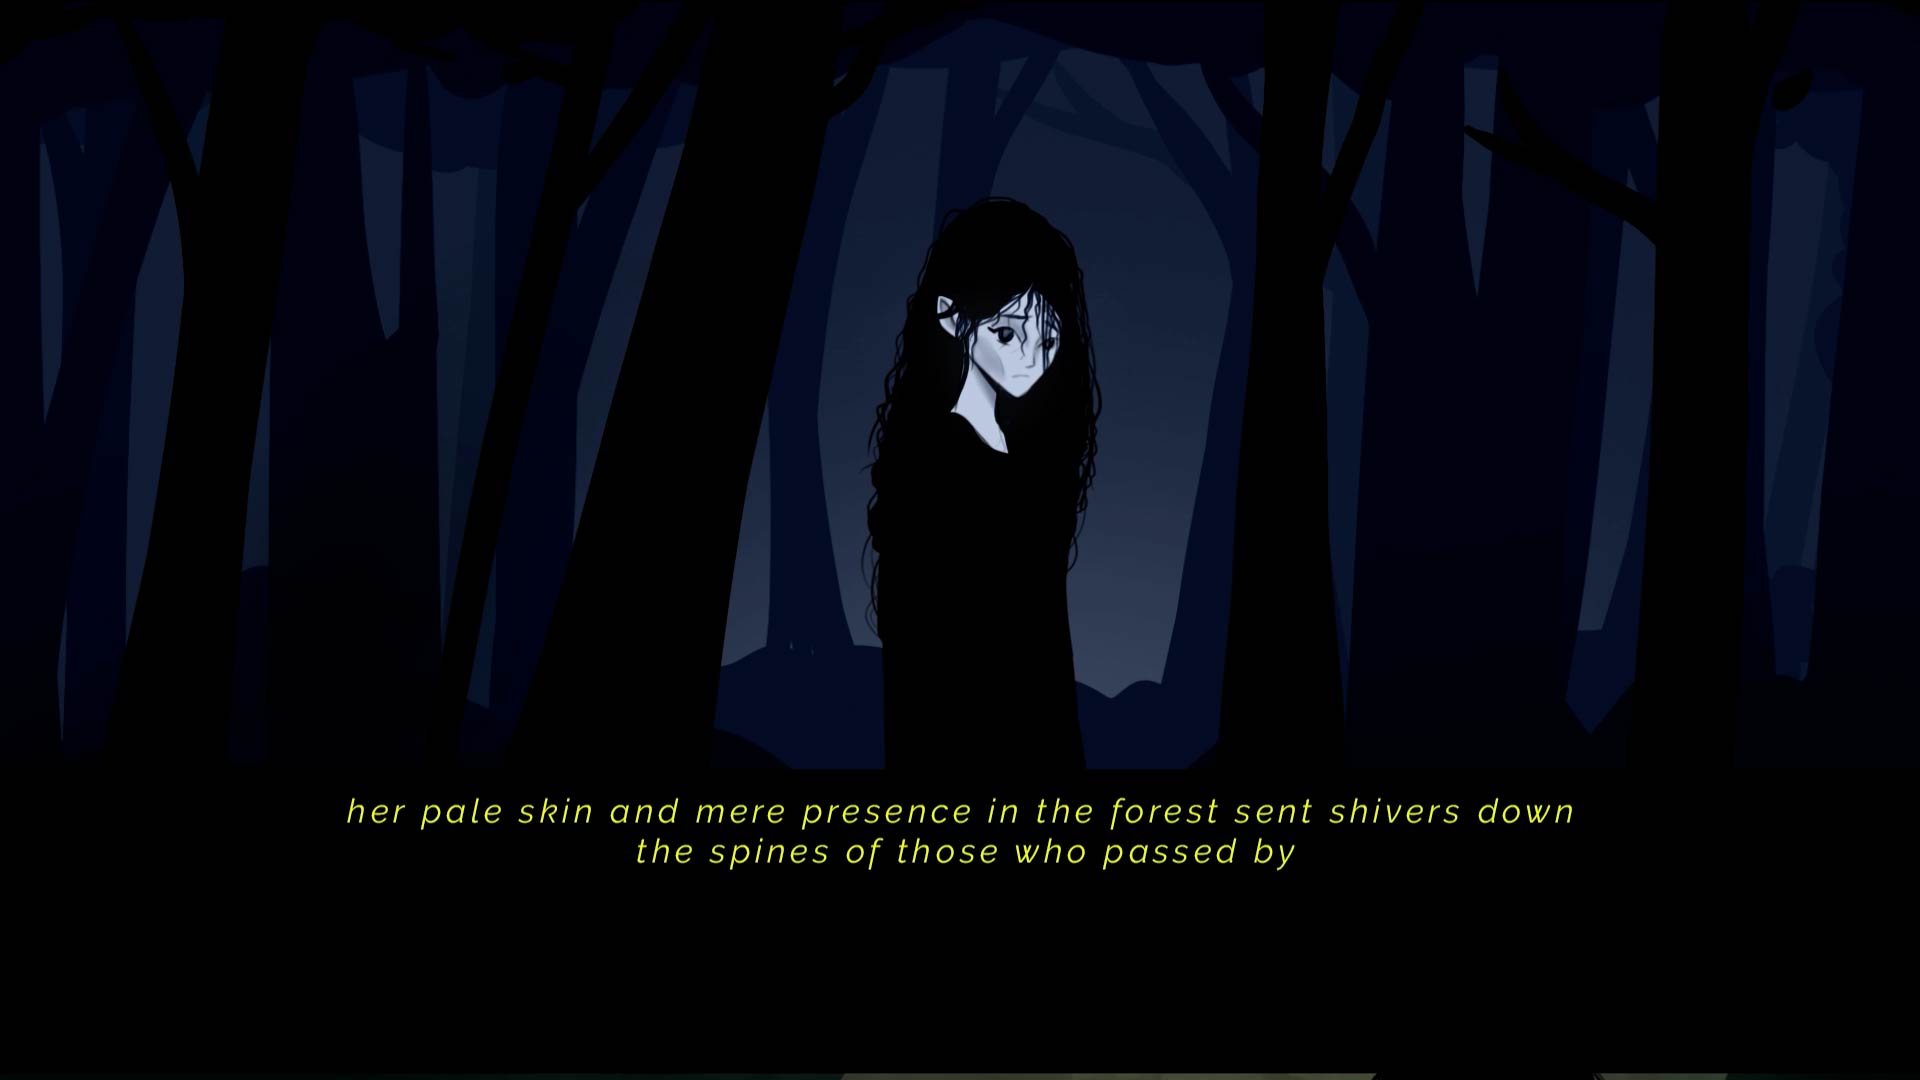 her pale skin and mere presence in the forest sent shivers down
the spines of those who passed by